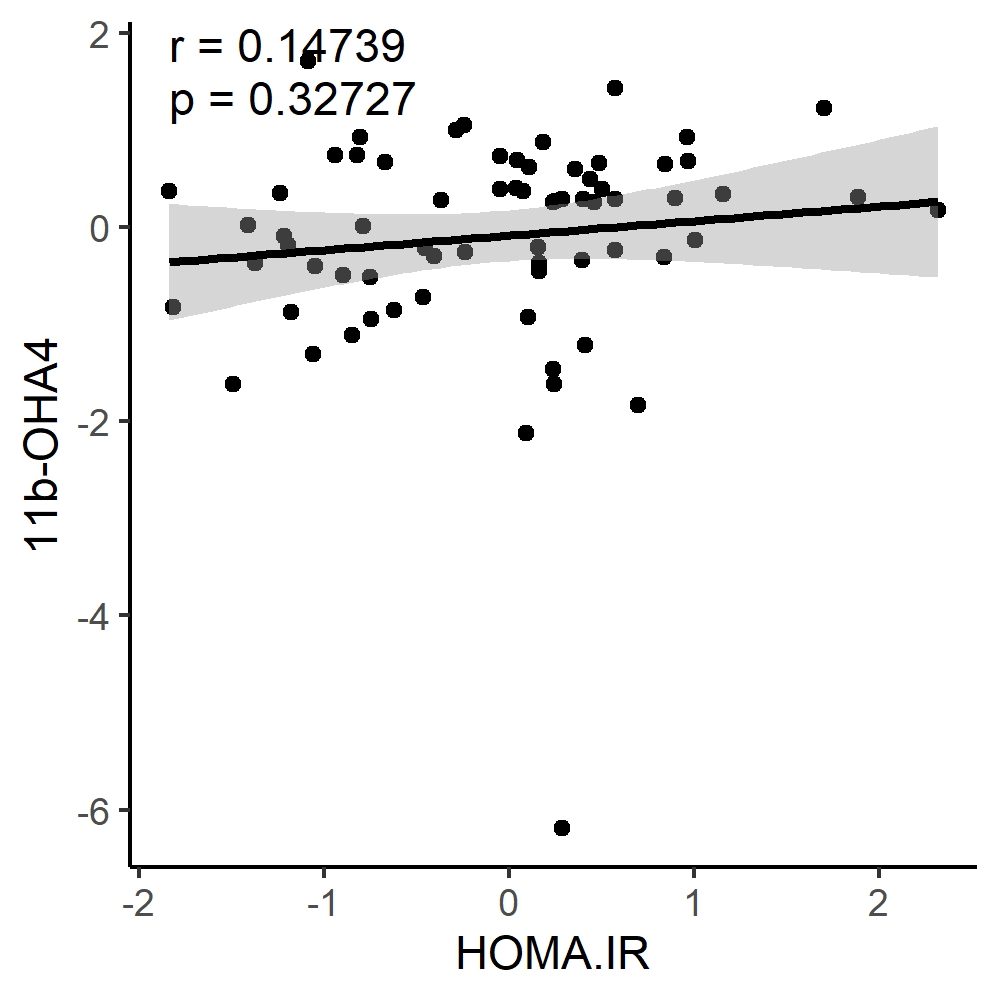 r = 0.14739
p = 0.32727
2
0
-2
-4
-6
11b-OHA4
-2 -1 0 1 2
HOMA.IR